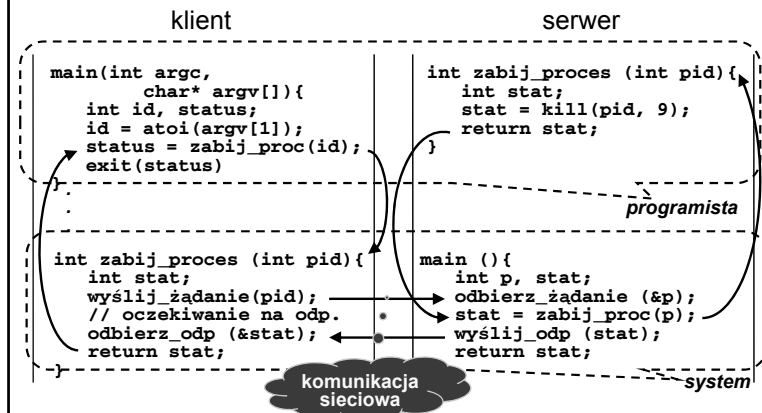 klient
serwer
main(int argc,
char* argv[]){
int id, status;
id = atoi(argv[1]);
status = zabij_proc(id);
exit(status)
}
.
.
int zabij_proces (int pid){
int stat;
stat = kill(pid, 9);
return stat;
}
programista
int zabij_proces (int pid){
int stat;
wyślij_żądanie(pid);
// oczekiwanie na odp.
odbierz_odp (&stat);
return stat;
}
main (){
int p, stat;
odbierz_żądanie (&p);
stat = zabij_proc(p);
wyślij_odp (stat);
return stat;
system
komunikacja
sieciowa